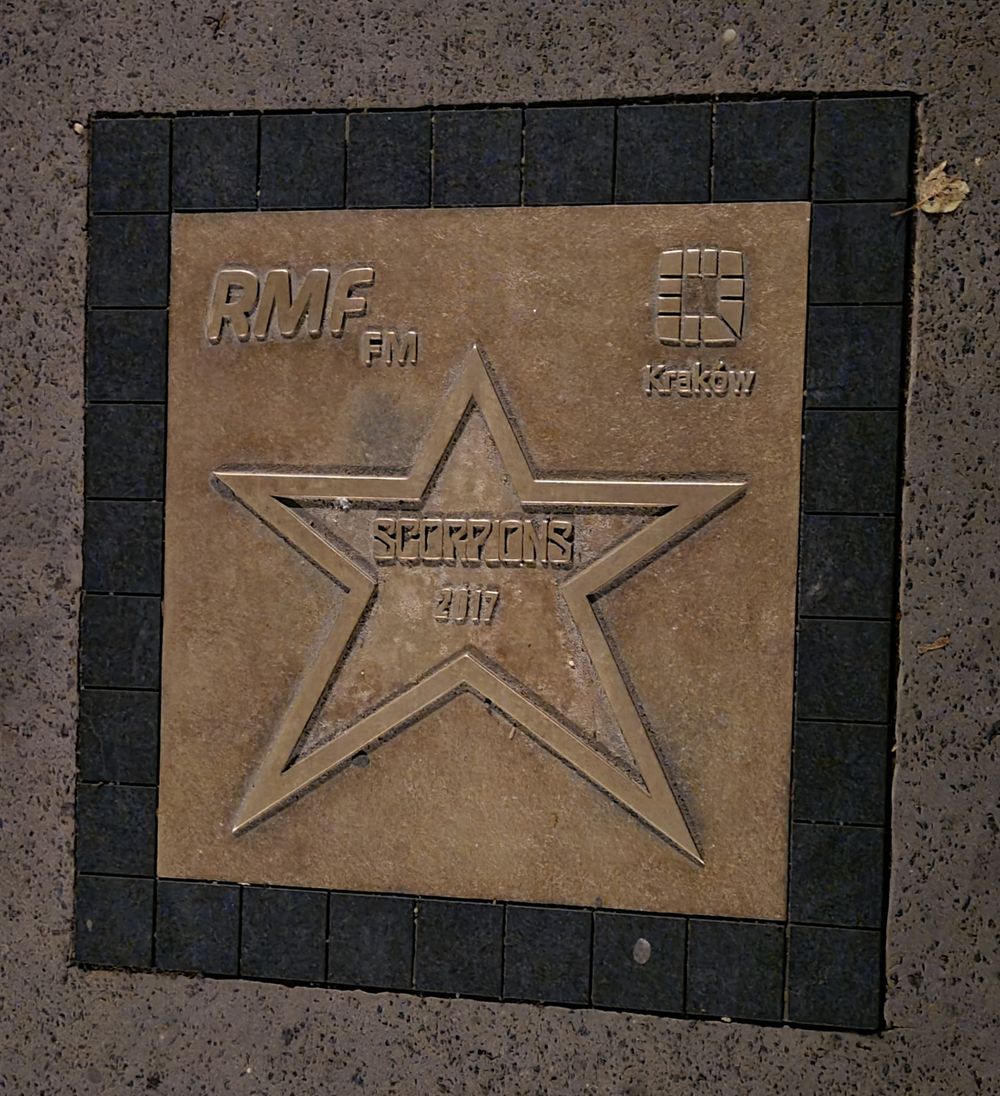 RMF
FM
Kraków
SCORPIONS
2017